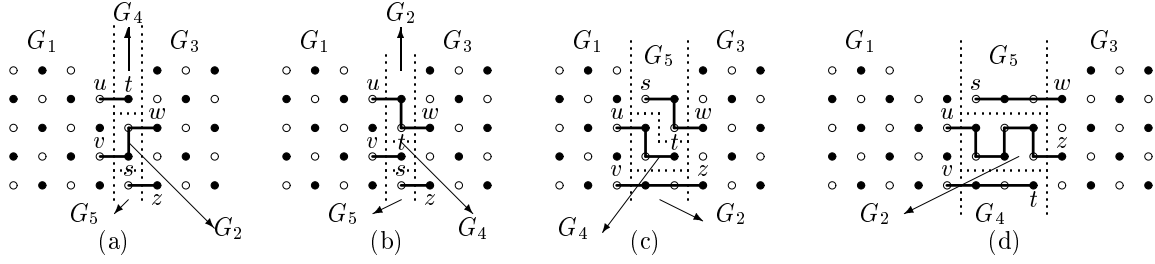 G4 G2
G1 G3 G1 G3 G1 G5 G3 G5 G3
u t u s s w
w w u w u z
v s v t v t z v
z s z t
G5 G2 G5 G4 G4 G2 G2 G4
(a) (b) (c) (d)